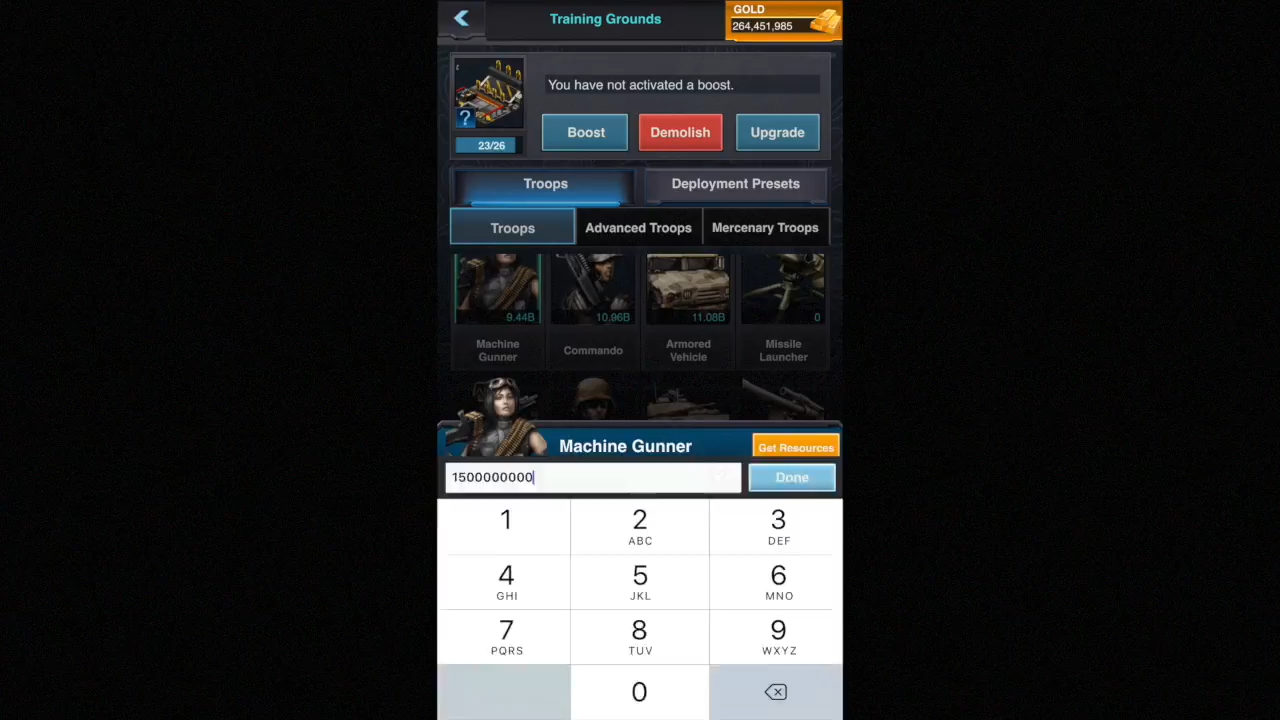 Training Grounds
GOLD
264,451,985
You have not activated a boost.
?
Boost
Demolish
Upgrade
23/26
Troops
Deployment Presets
Troops
Advanced Troops
Mercenary Troops
9.44B
10.96B
11.08B
0
Machine
Gunner
Commando
Armored
Vehicle
Missile
Launcher
Machine Gunner
Get Resources
1500000000
Done
1
2
ABC
3
DEF
4
GHI
5
JKL
6
MNO
7
PQRS
8
TUV
9
WXYZ
0